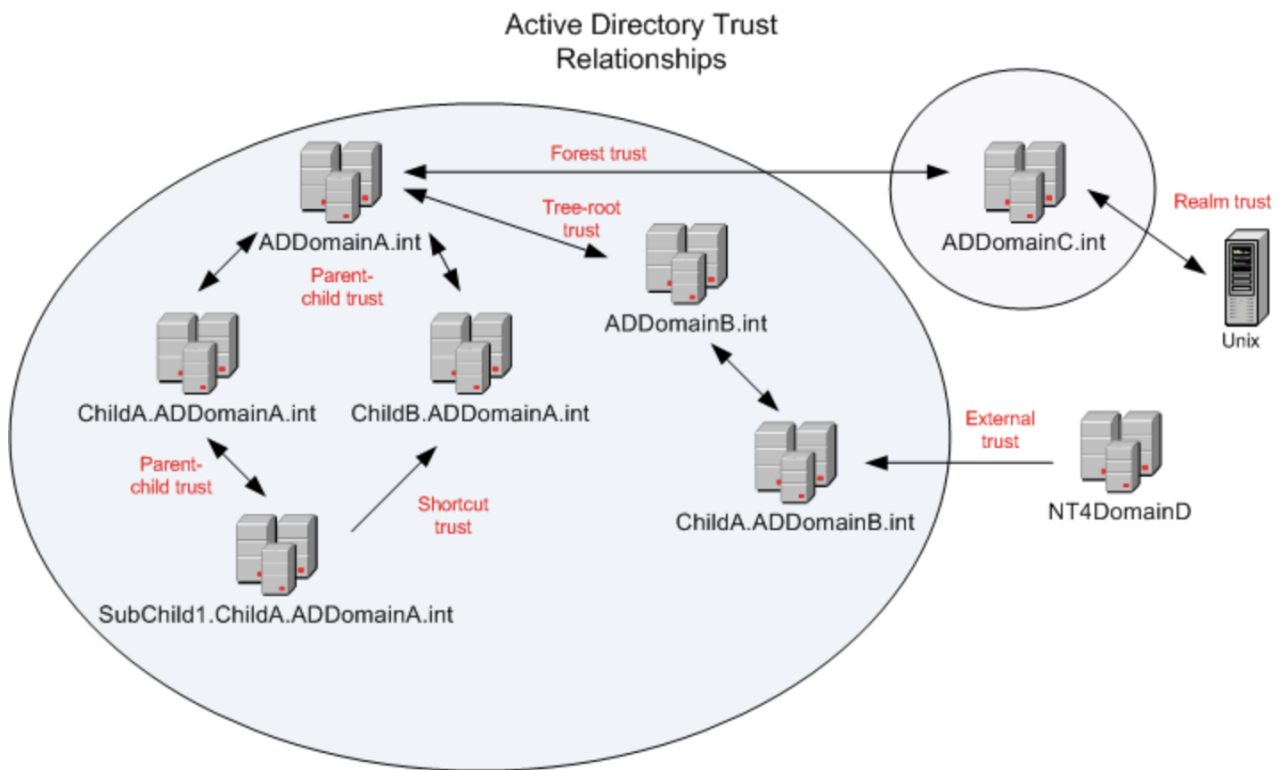 Active Directory Trust
Relationships
Forest trust
Tree-root
trust
Realm trust
ADDomainA.int
ADDomainC.int
Parent-
child trust
ADDomainB.int
Unix
ChildA.ADDomainA.int
ChildB.ADDomainA.int
External
trust
Parent-
child trust
Shortcut
trust
ChildA.ADDomainB.int
NT4DomainD
SubChild1.ChildA.ADDomainA.int